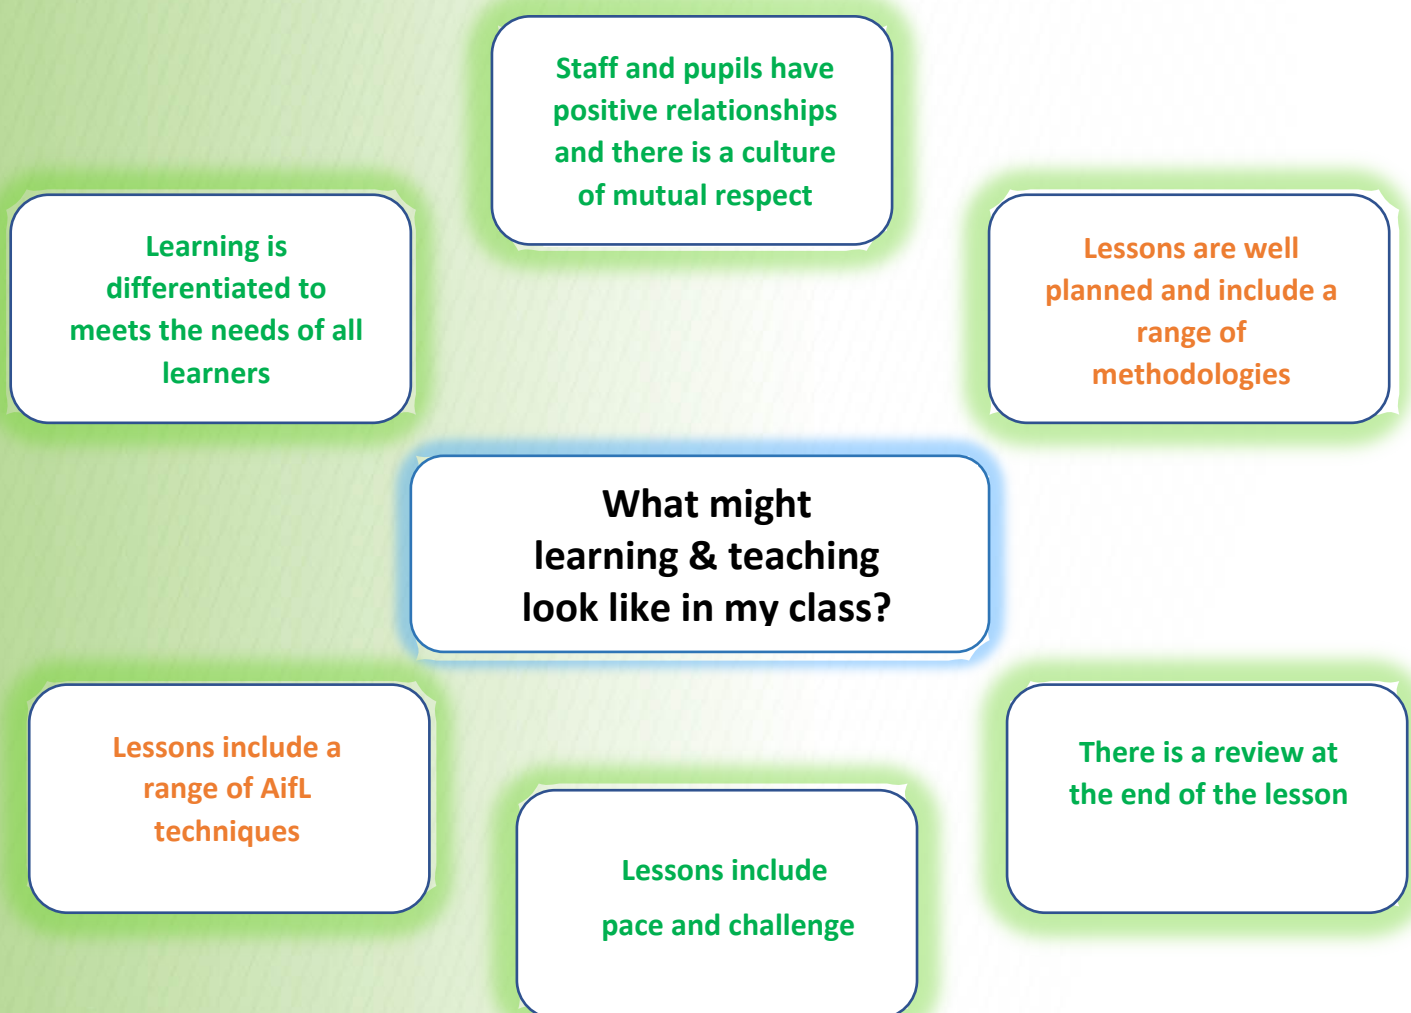 Staff and pupils have
positive relationships
and there is a culture
of mutual respect
Learning is
differentiated to
meets the needs of all
learners
Lessons are well
planned and include a
range of
methodologies
What might
learning & teaching
look like in my class?
Lessons include a
range of AifL
techniques
There is a review at
the end of the lesson
Lessons include
pace and challenge